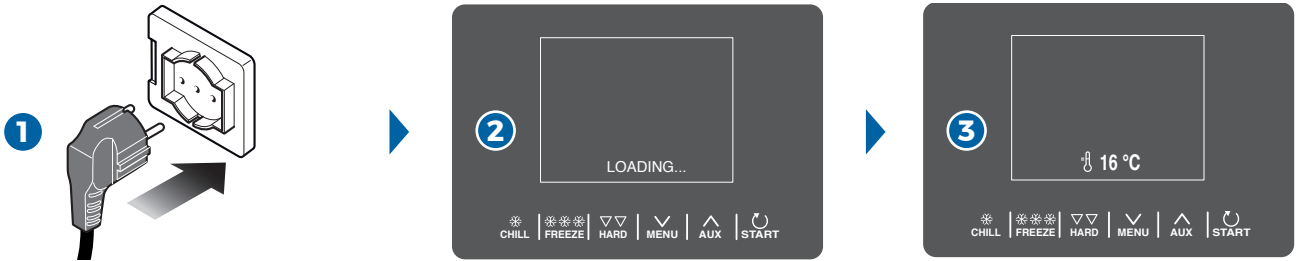 1
2
LOADING...
CHILL FREEZE HARD MENU AUX START
3
16 °C
CHILL FREEZE HARD MENU AUX START